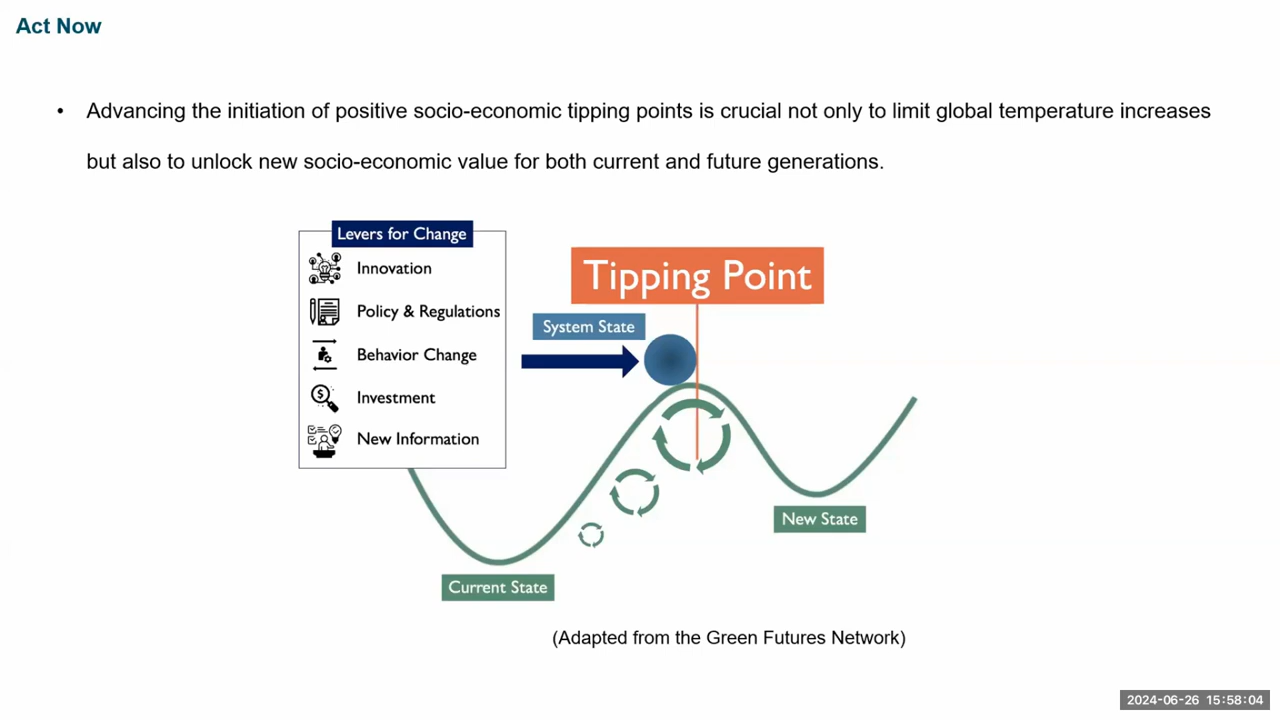 Act Now
• Advancing the initiation of positive socio-economic tipping points is crucial not only to limit global temperature increases
but also to unlock new socio-economic value for both current and future generations.
Levers for Change
Innovation
Policy & Regulations
Behavior Change
Investment
New Information
Tipping Point
System State
New State
Current State
(Adapted from the Green Futures Network)
2024-06-26 15:58:04